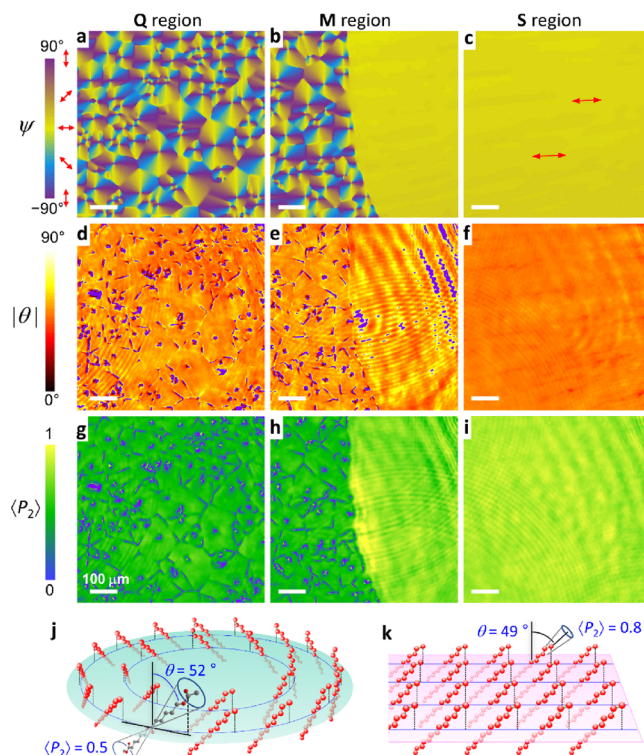 Q region M region S region
90° a b c
ψ
−90°
90° d e f
|θ|
0°
1 g h i
⟨P₂⟩
0 100 μm
j k
θ = 52 ° θ = 49 ° ⟨P₂⟩ = 0.8
⟨P₂⟩ = 0.5